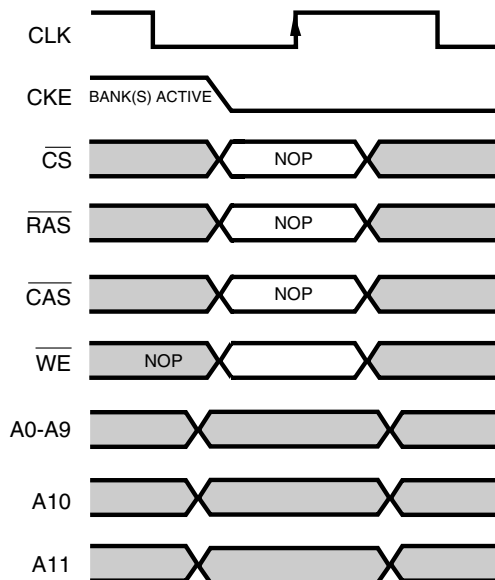 CLK
CKE BANK(S) ACTIVE
CS NOP
RAS NOP
CAS NOP
WE NOP
A0-A9
A10
A11